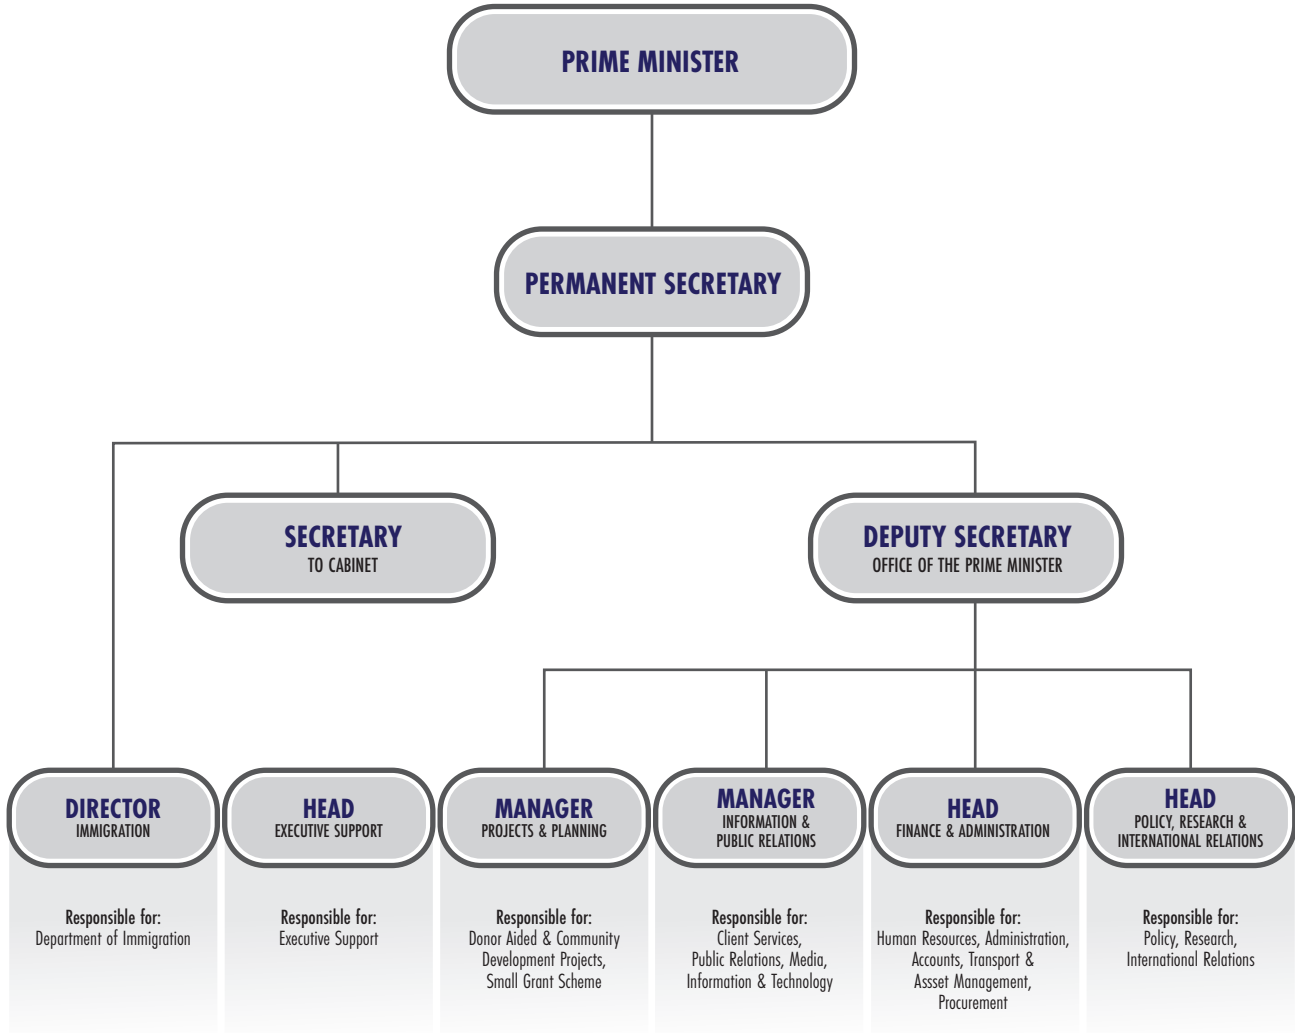 PRIME MINISTER
PERMANENT SECRETARY
SECRETARY
TO CABINET
DEPUTY SECRETARY
OFFICE OF THE PRIME MINISTER
DIRECTOR
IMMIGRATION
HEAD
EXECUTIVE SUPPORT
MANAGER
PROJECTS & PLANNING
MANAGER
INFORMATION &
PUBLIC RELATIONS
HEAD
FINANCE & ADMINISTRATION
HEAD
POLICY, RESEARCH &
INTERNATIONAL RELATIONS
Responsible for:
Department of Immigration
Responsible for:
Executive Support
Responsible for:
Donor Aided & Community
Development Projects,
Small Grant Scheme
Responsible for:
Client Services,
Public Relations, Media,
Information & Technology
Responsible for:
Human Resources, Administration,
Accounts, Transport &
Assset Management,
Procurement
Responsible for:
Policy, Research,
International Relations